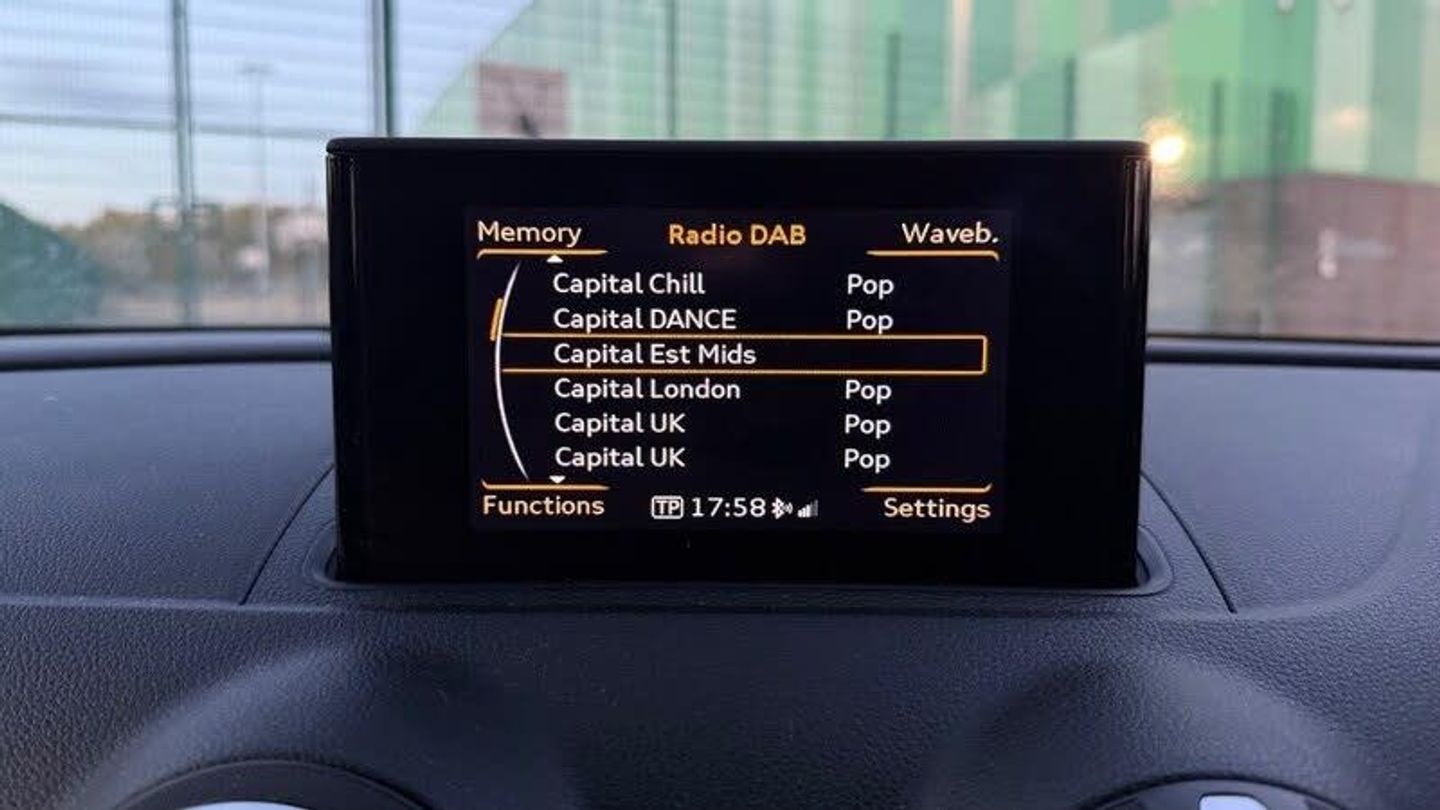 Memory Radio DAB Waveb.
Capital Chill Pop
Capital DANCE Pop
Capital Est Mids
Capital London Pop
Capital UK Pop
Capital UK Pop
Functions TP 17:58 Settings